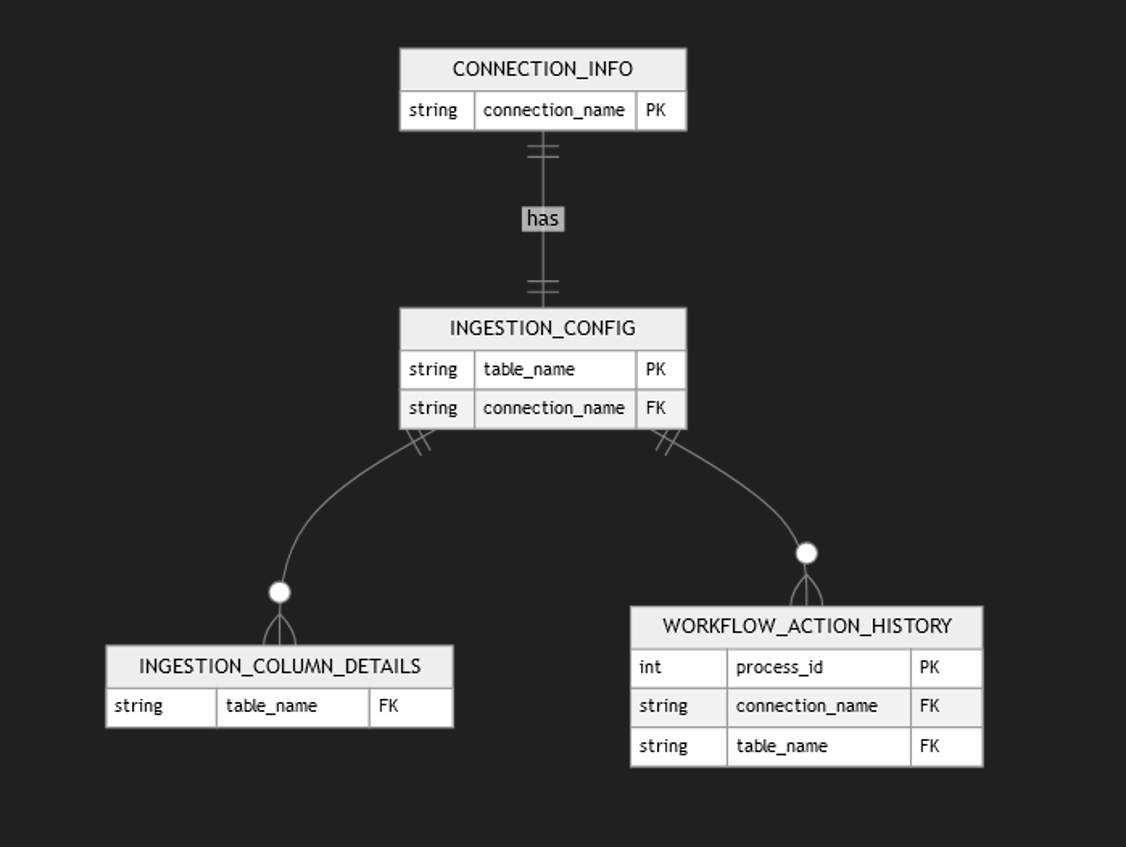 CONNECTION_INFO
string connection_name PK
has
INGESTION_CONFIG
string table_name PK
string connection_name FK
INGESTION_COLUMN_DETAILS
string table_name FK
WORKFLOW_ACTION_HISTORY
int process_id PK
string connection_name FK
string table_name FK